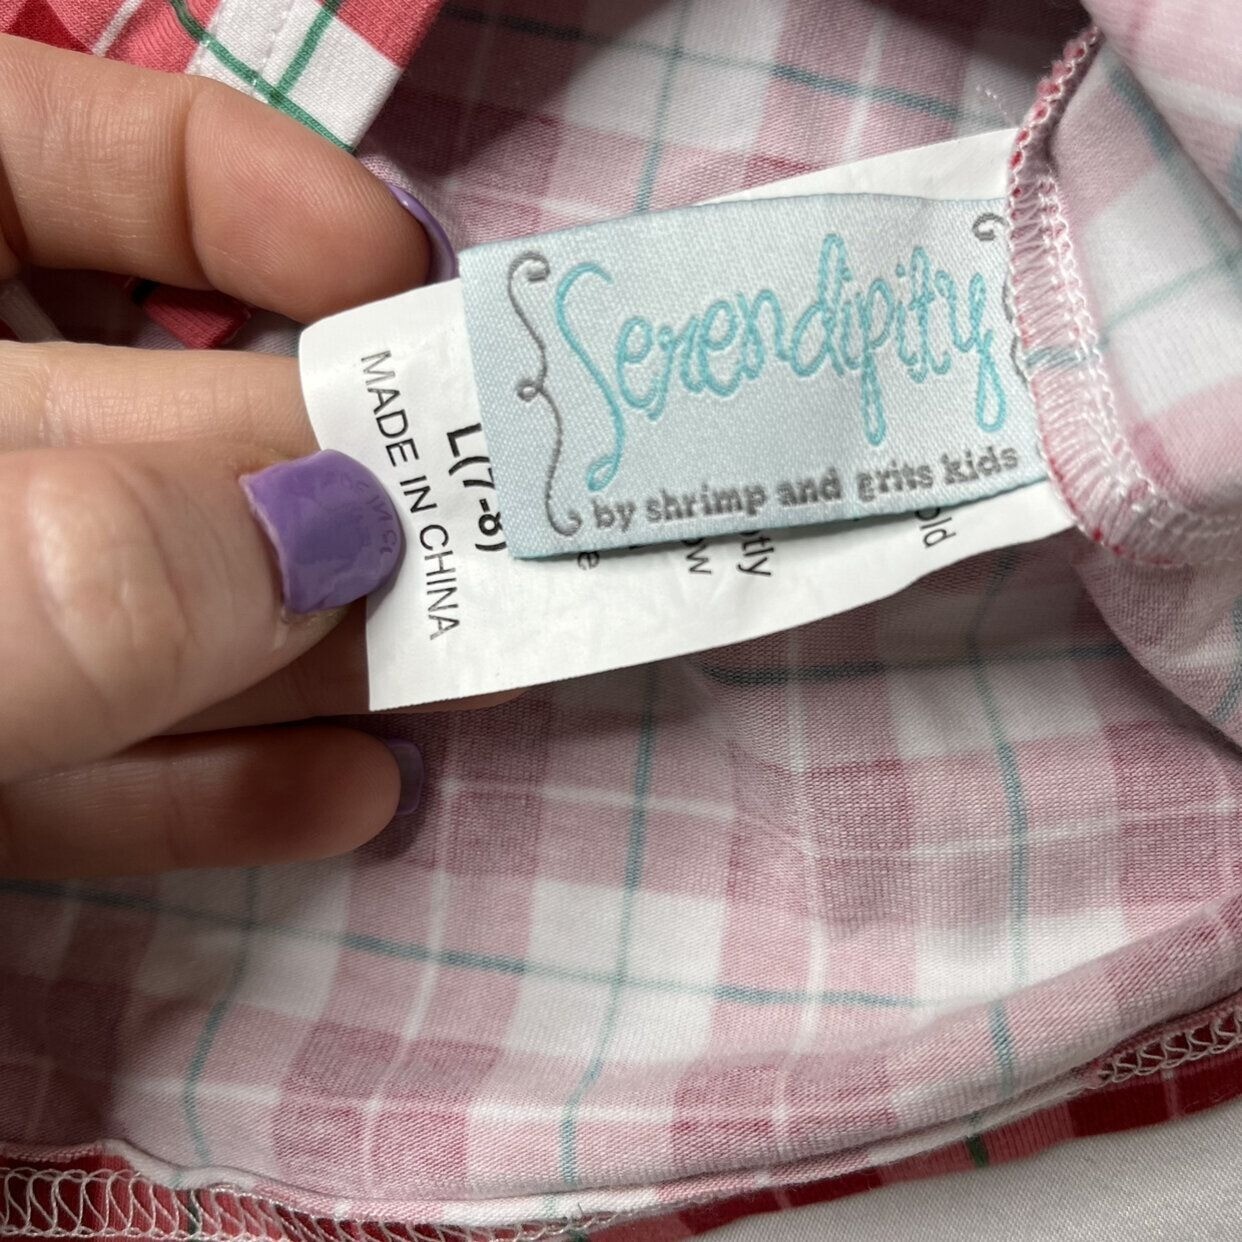 Serendipity
by shrimp and grits kids
L(7-8)
MADE IN CHINA